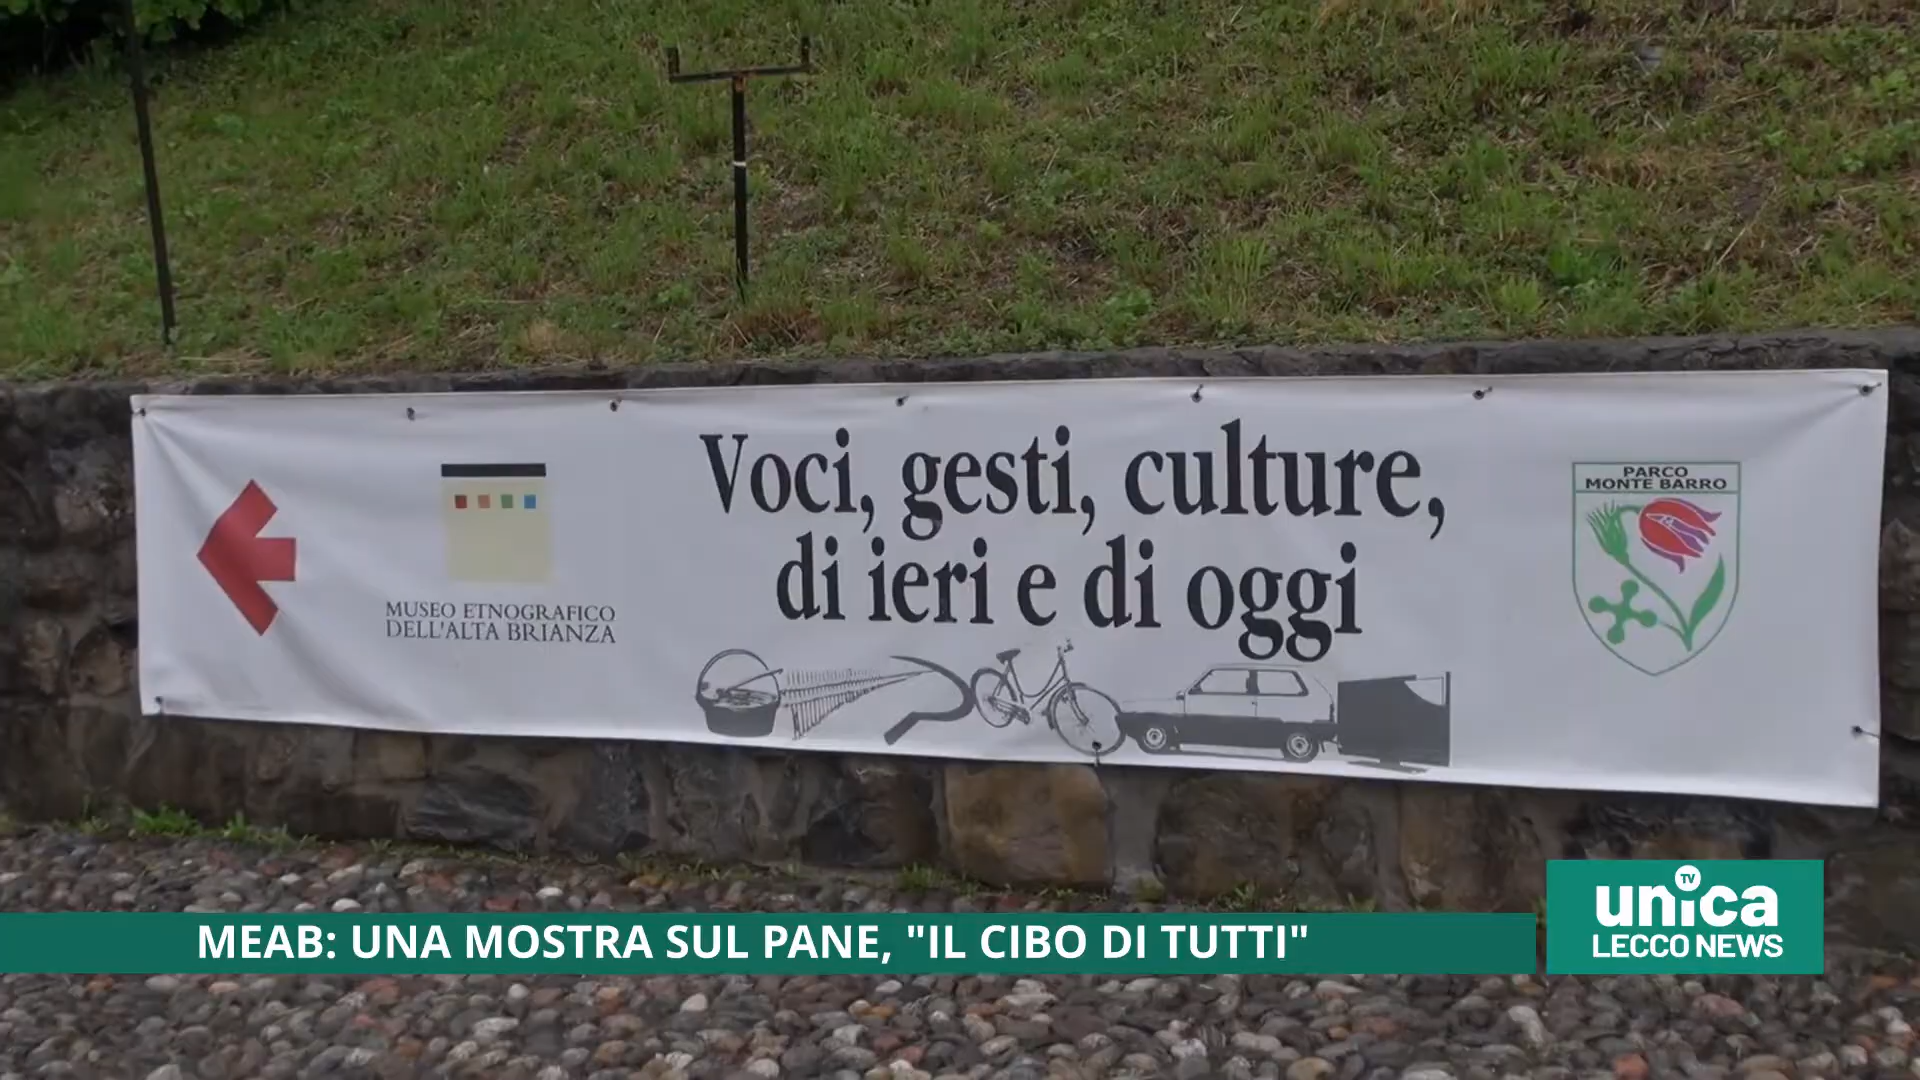 Voci, gesti, culture,
di ieri e di oggi
MUSEO ETNOGRAFICO
DELL'ALTA BRIANZA
PARCO
MONTE BARRO
MEAB: UNA MOSTRA SUL PANE, "IL CIBO DI TUTTI"
TV
unica
LECCO NEWS